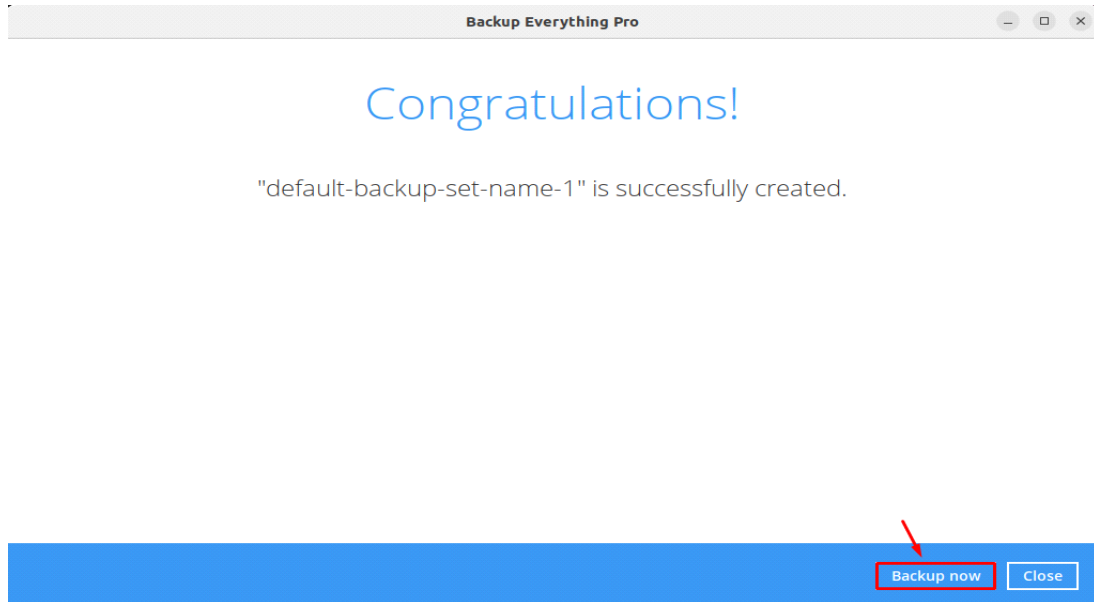 Backup Everything Pro
Congratulations!
"default-backup-set-name-1" is successfully created.
Backup now
Close